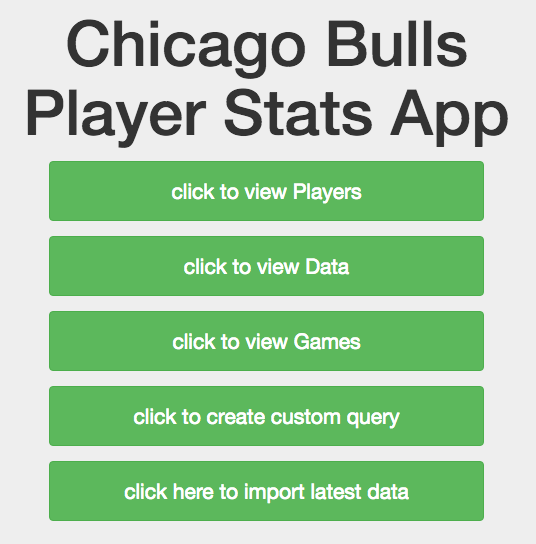 Chicago Bulls
Player Stats App
click to view Players
click to view Data
click to view Games
click to create custom query
click here to import latest data